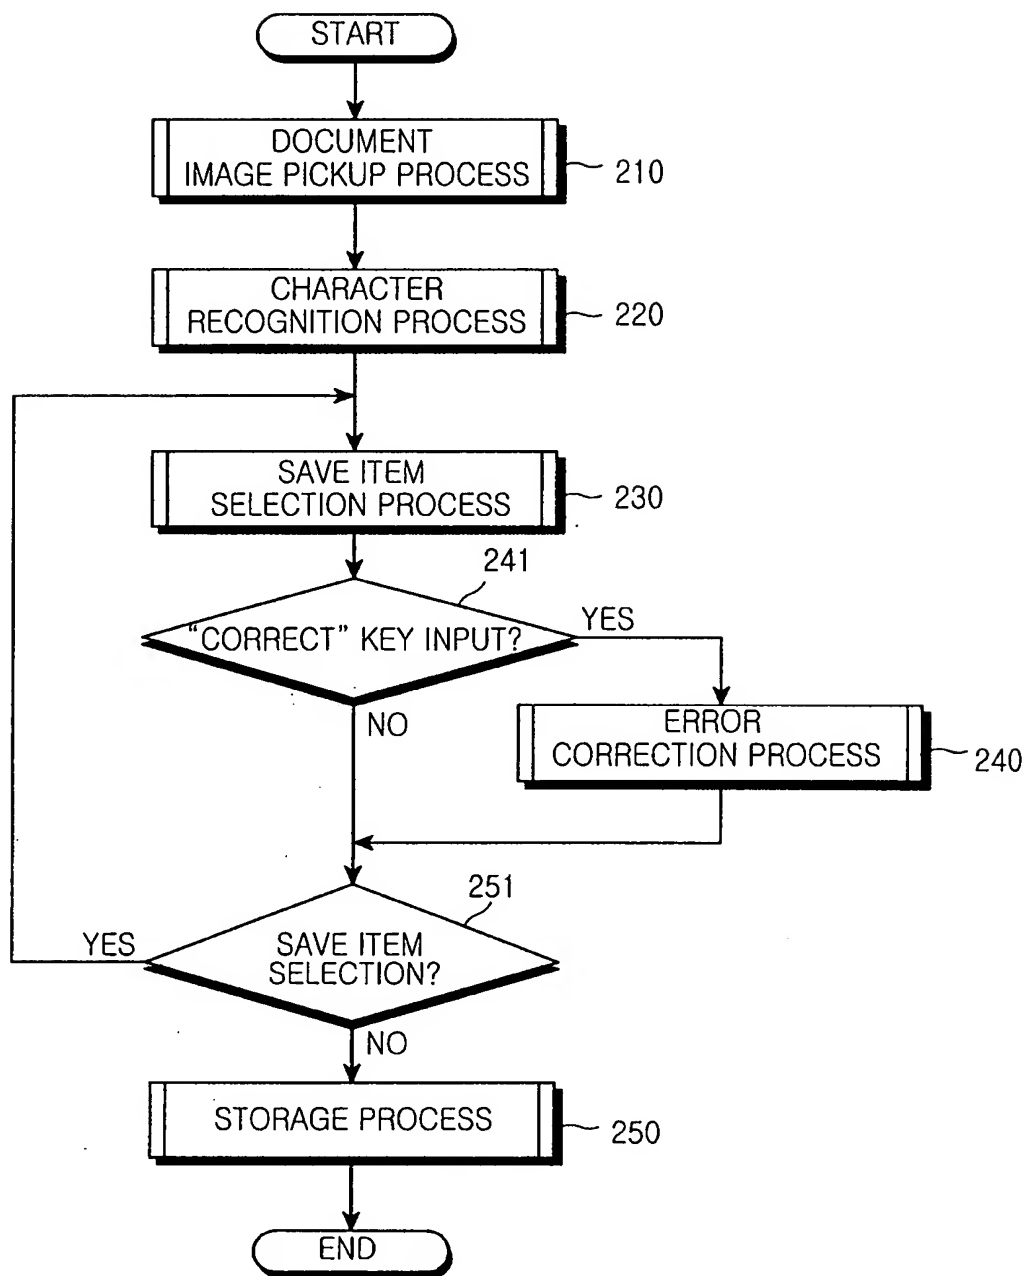 START
DOCUMENT
IMAGE PICKUP PROCESS
210
CHARACTER
RECOGNITION PROCESS
220
SAVE ITEM
SELECTION PROCESS
230
241
“CORRECT” KEY INPUT?
YES
NO
ERROR
CORRECTION PROCESS
240
251
SAVE ITEM
SELECTION?
YES
NO
STORAGE PROCESS
250
END